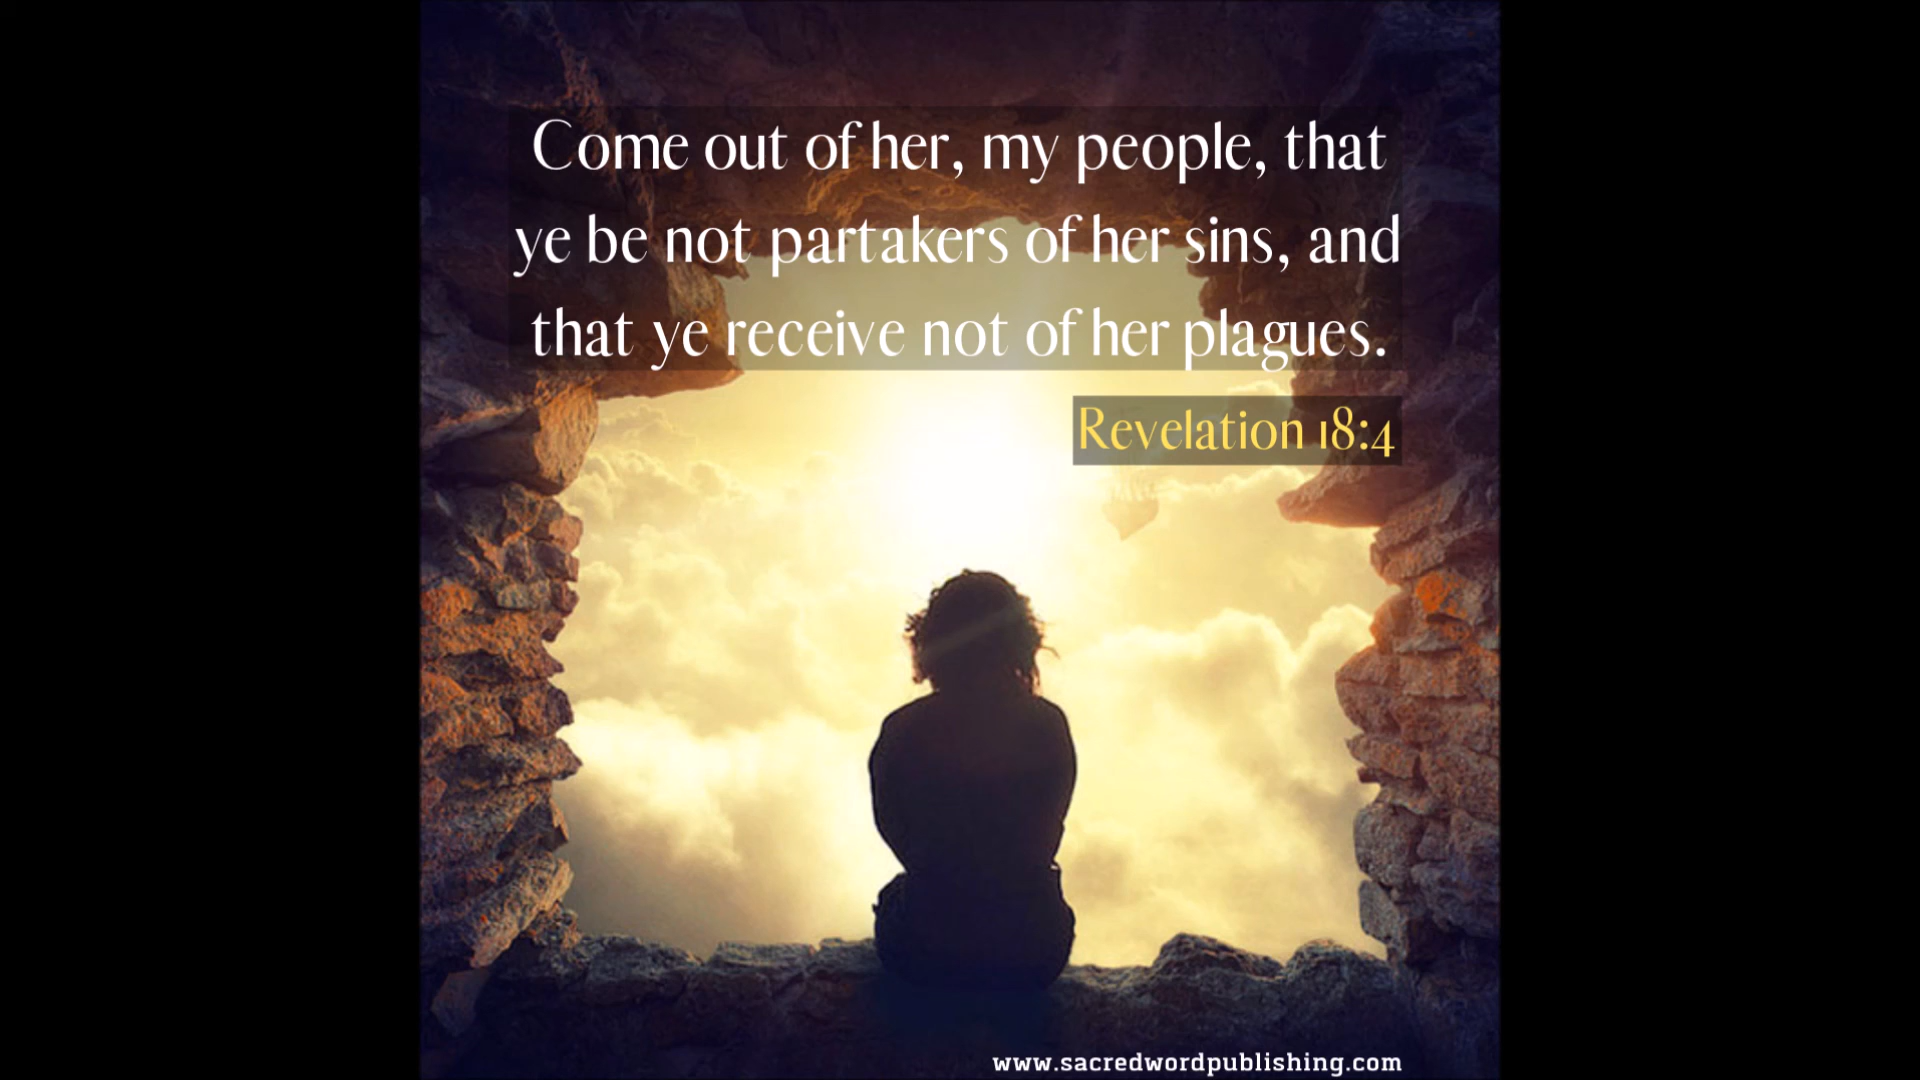 Come out of her, my people, that
ye be not partakers of her sins, and
that ye receive not of her plagues.
Revelation 18:4
www.sacredwordpublishing.com